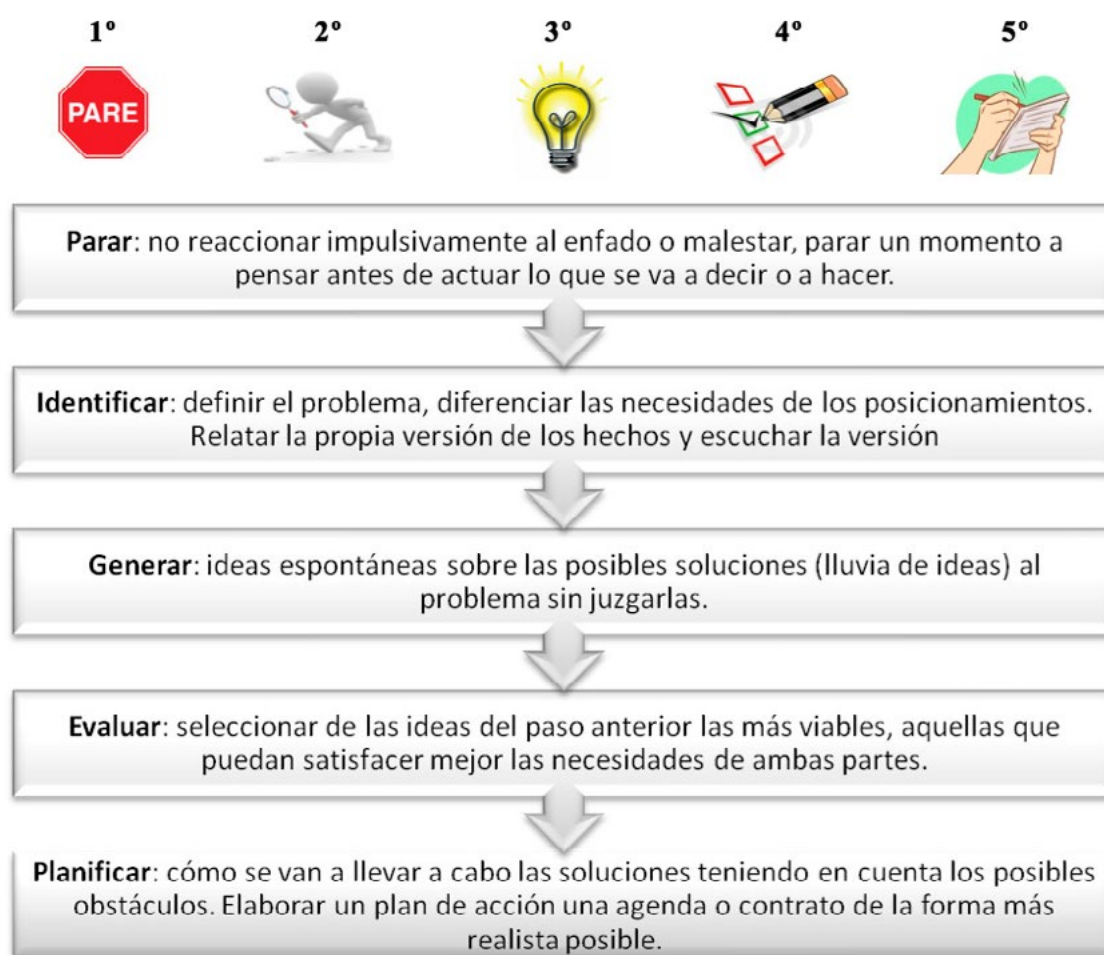 1º 2º 3º 4º 5º
PARE
Parar: no reaccionar impulsivamente al enfado o malestar, parar un momento a
pensar antes de actuar lo que se va a decir o a hacer.
Identificar: definir el problema, diferenciar las necesidades de los posicionamientos.
Relatar la propia versión de los hechos y escuchar la versión
Generar: ideas espontáneas sobre las posibles soluciones (lluvia de ideas) al
problema sin juzgarlas.
Evaluar: seleccionar de las ideas del paso anterior las más viables, aquellas que
puedan satisfacer mejor las necesidades de ambas partes.
Planificar: cómo se van a llevar a cabo las soluciones teniendo en cuenta los posibles
obstáculos. Elaborar un plan de acción una agenda o contrato de la forma más
realista posible.